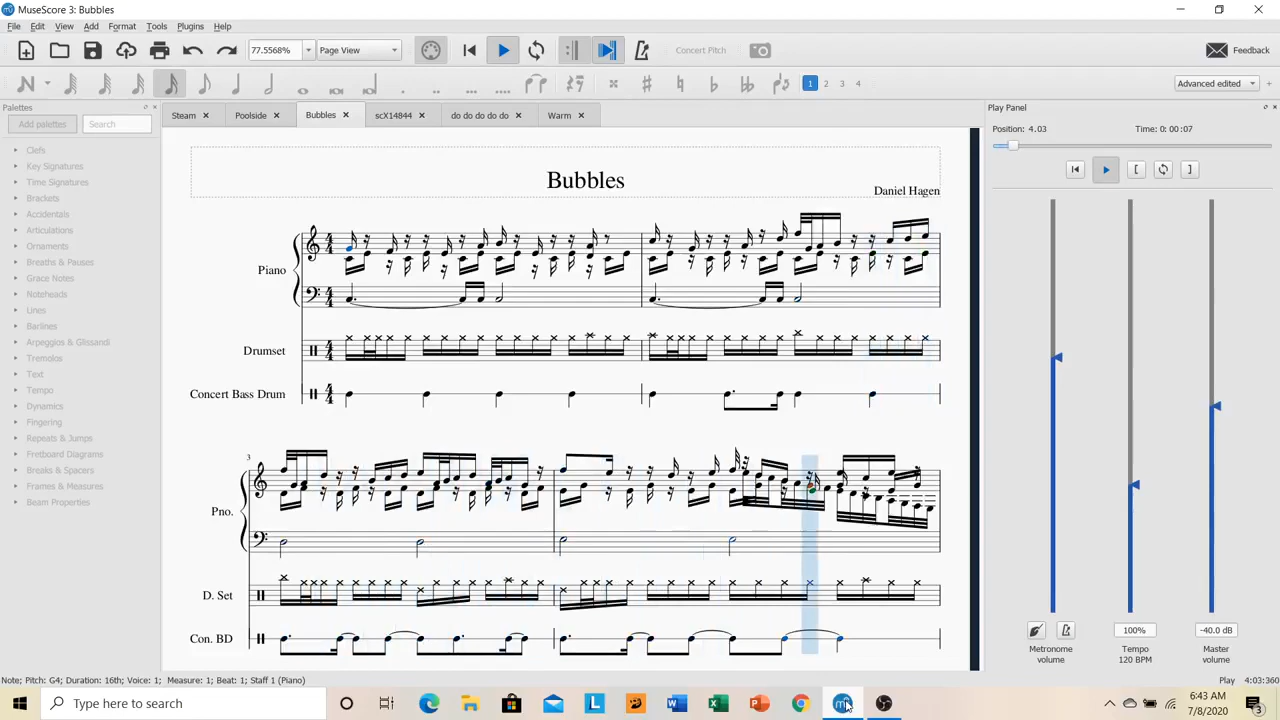 MuseScore 3: Bubbles
File Edit View Add Format Tools Plugins Help
77.5568% Page View Concert Pitch Feedback
1 2 3 4 Advanced edited
Palettes
Add palettes Search
Clefs
Key Signatures
Time Signatures
Brackets
Accidentals
Articulations
Ornaments
Breaths & Pauses
Grace Notes
Noteheads
Lines
Barlines
Arpeggios & Glissandi
Tremolos
Text
Tempo
Dynamics
Fingering
Repeats & Jumps
Fretboard Diagrams
Breaks & Spacers
Frames & Measures
Beam Properties
Steam Poolside Bubbles scX14844 do do do do do Warm
Bubbles
Daniel Hagen
Piano
Drumset
Concert Bass Drum
3
Pno.
D. Set
Con. BD
Play Panel
Position: 4.03 Time: 0: 00:07
100% -40.0 dB
Metronome volume
Tempo 120 BPM
Master volume
Note; Pitch: G4; Duration: 16th; Voice: 1; Measure: 1; Beat: 1; Staff 1 (Piano) Play 4:03:360
Type here to search
6:43 AM
7/8/2020
3